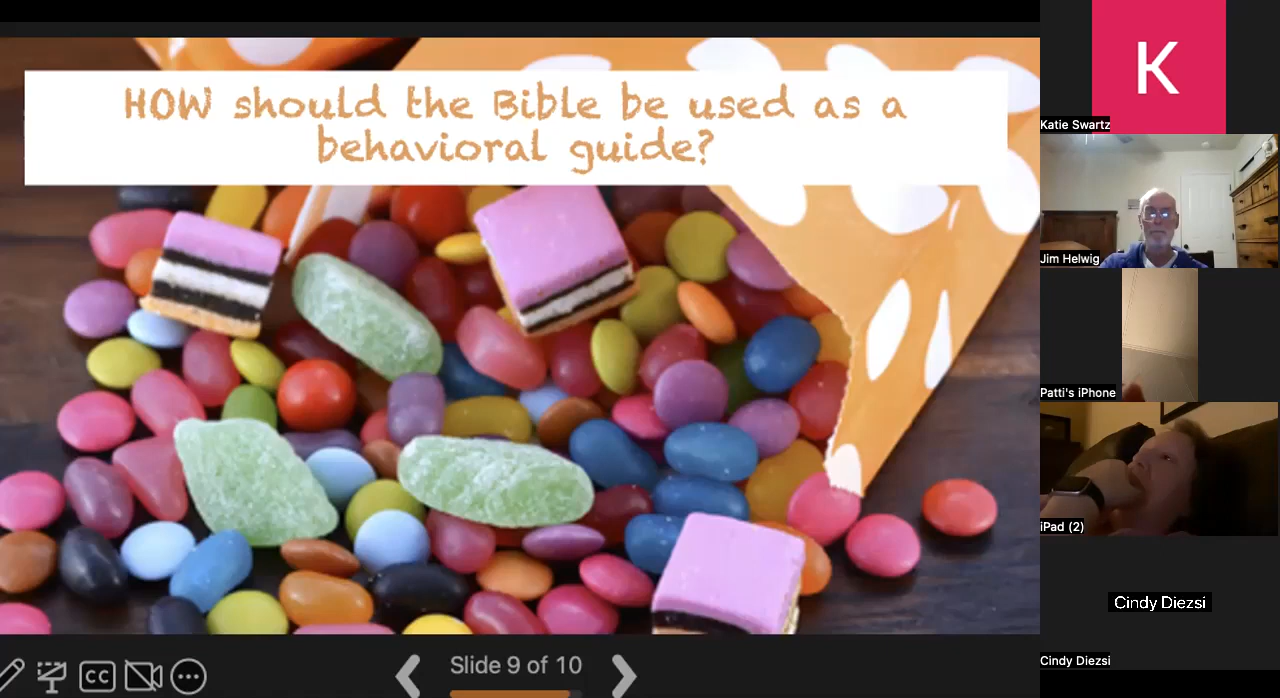 HOW should the Bible be used as a
behavioral guide?
K
Katie Swartz
Jim Helwig
Patti's iPhone
iPad (2)
Cindy Diezsi
Cindy Diezsi
CC
Slide 9 of 10